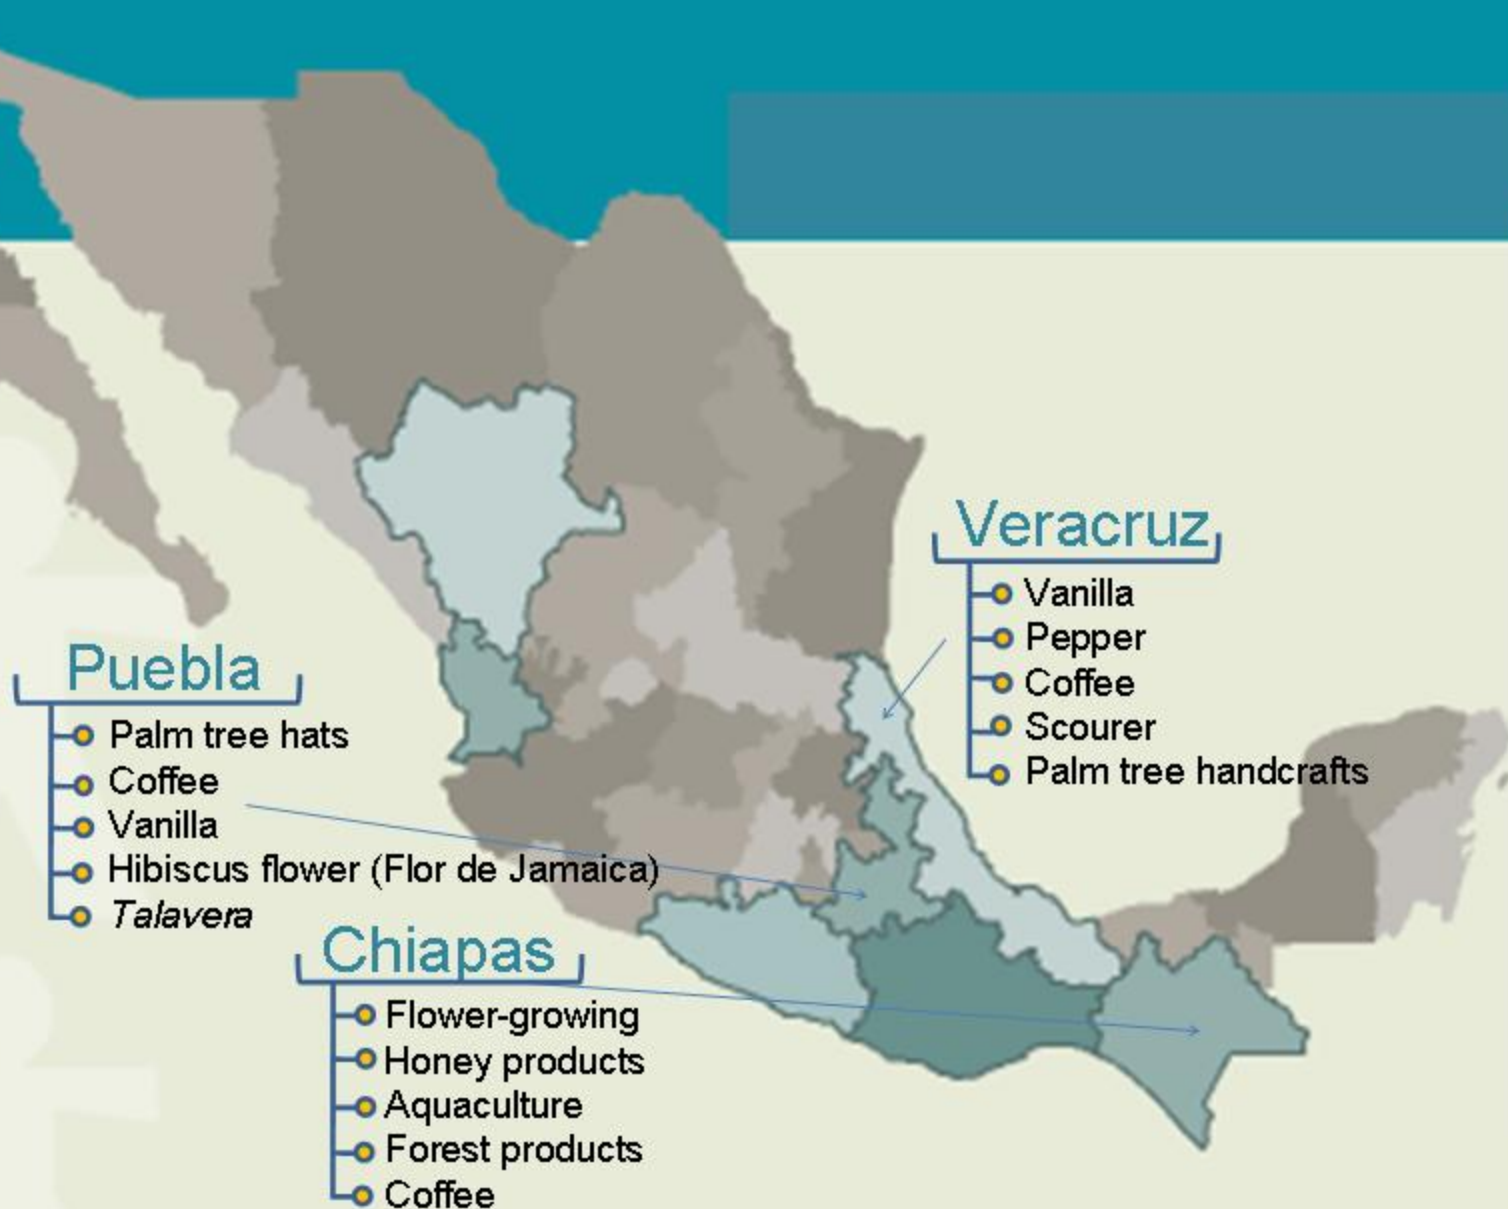 Veracruz
Vanilla
Pepper
Coffee
Scourer
Palm tree handcrafts
Puebla
Palm tree hats
Coffee
Vanilla
Hibiscus flower (Flor de Jamaica)
Talavera
Chiapas
Flower-growing
Honey products
Aquaculture
Forest products
Coffee